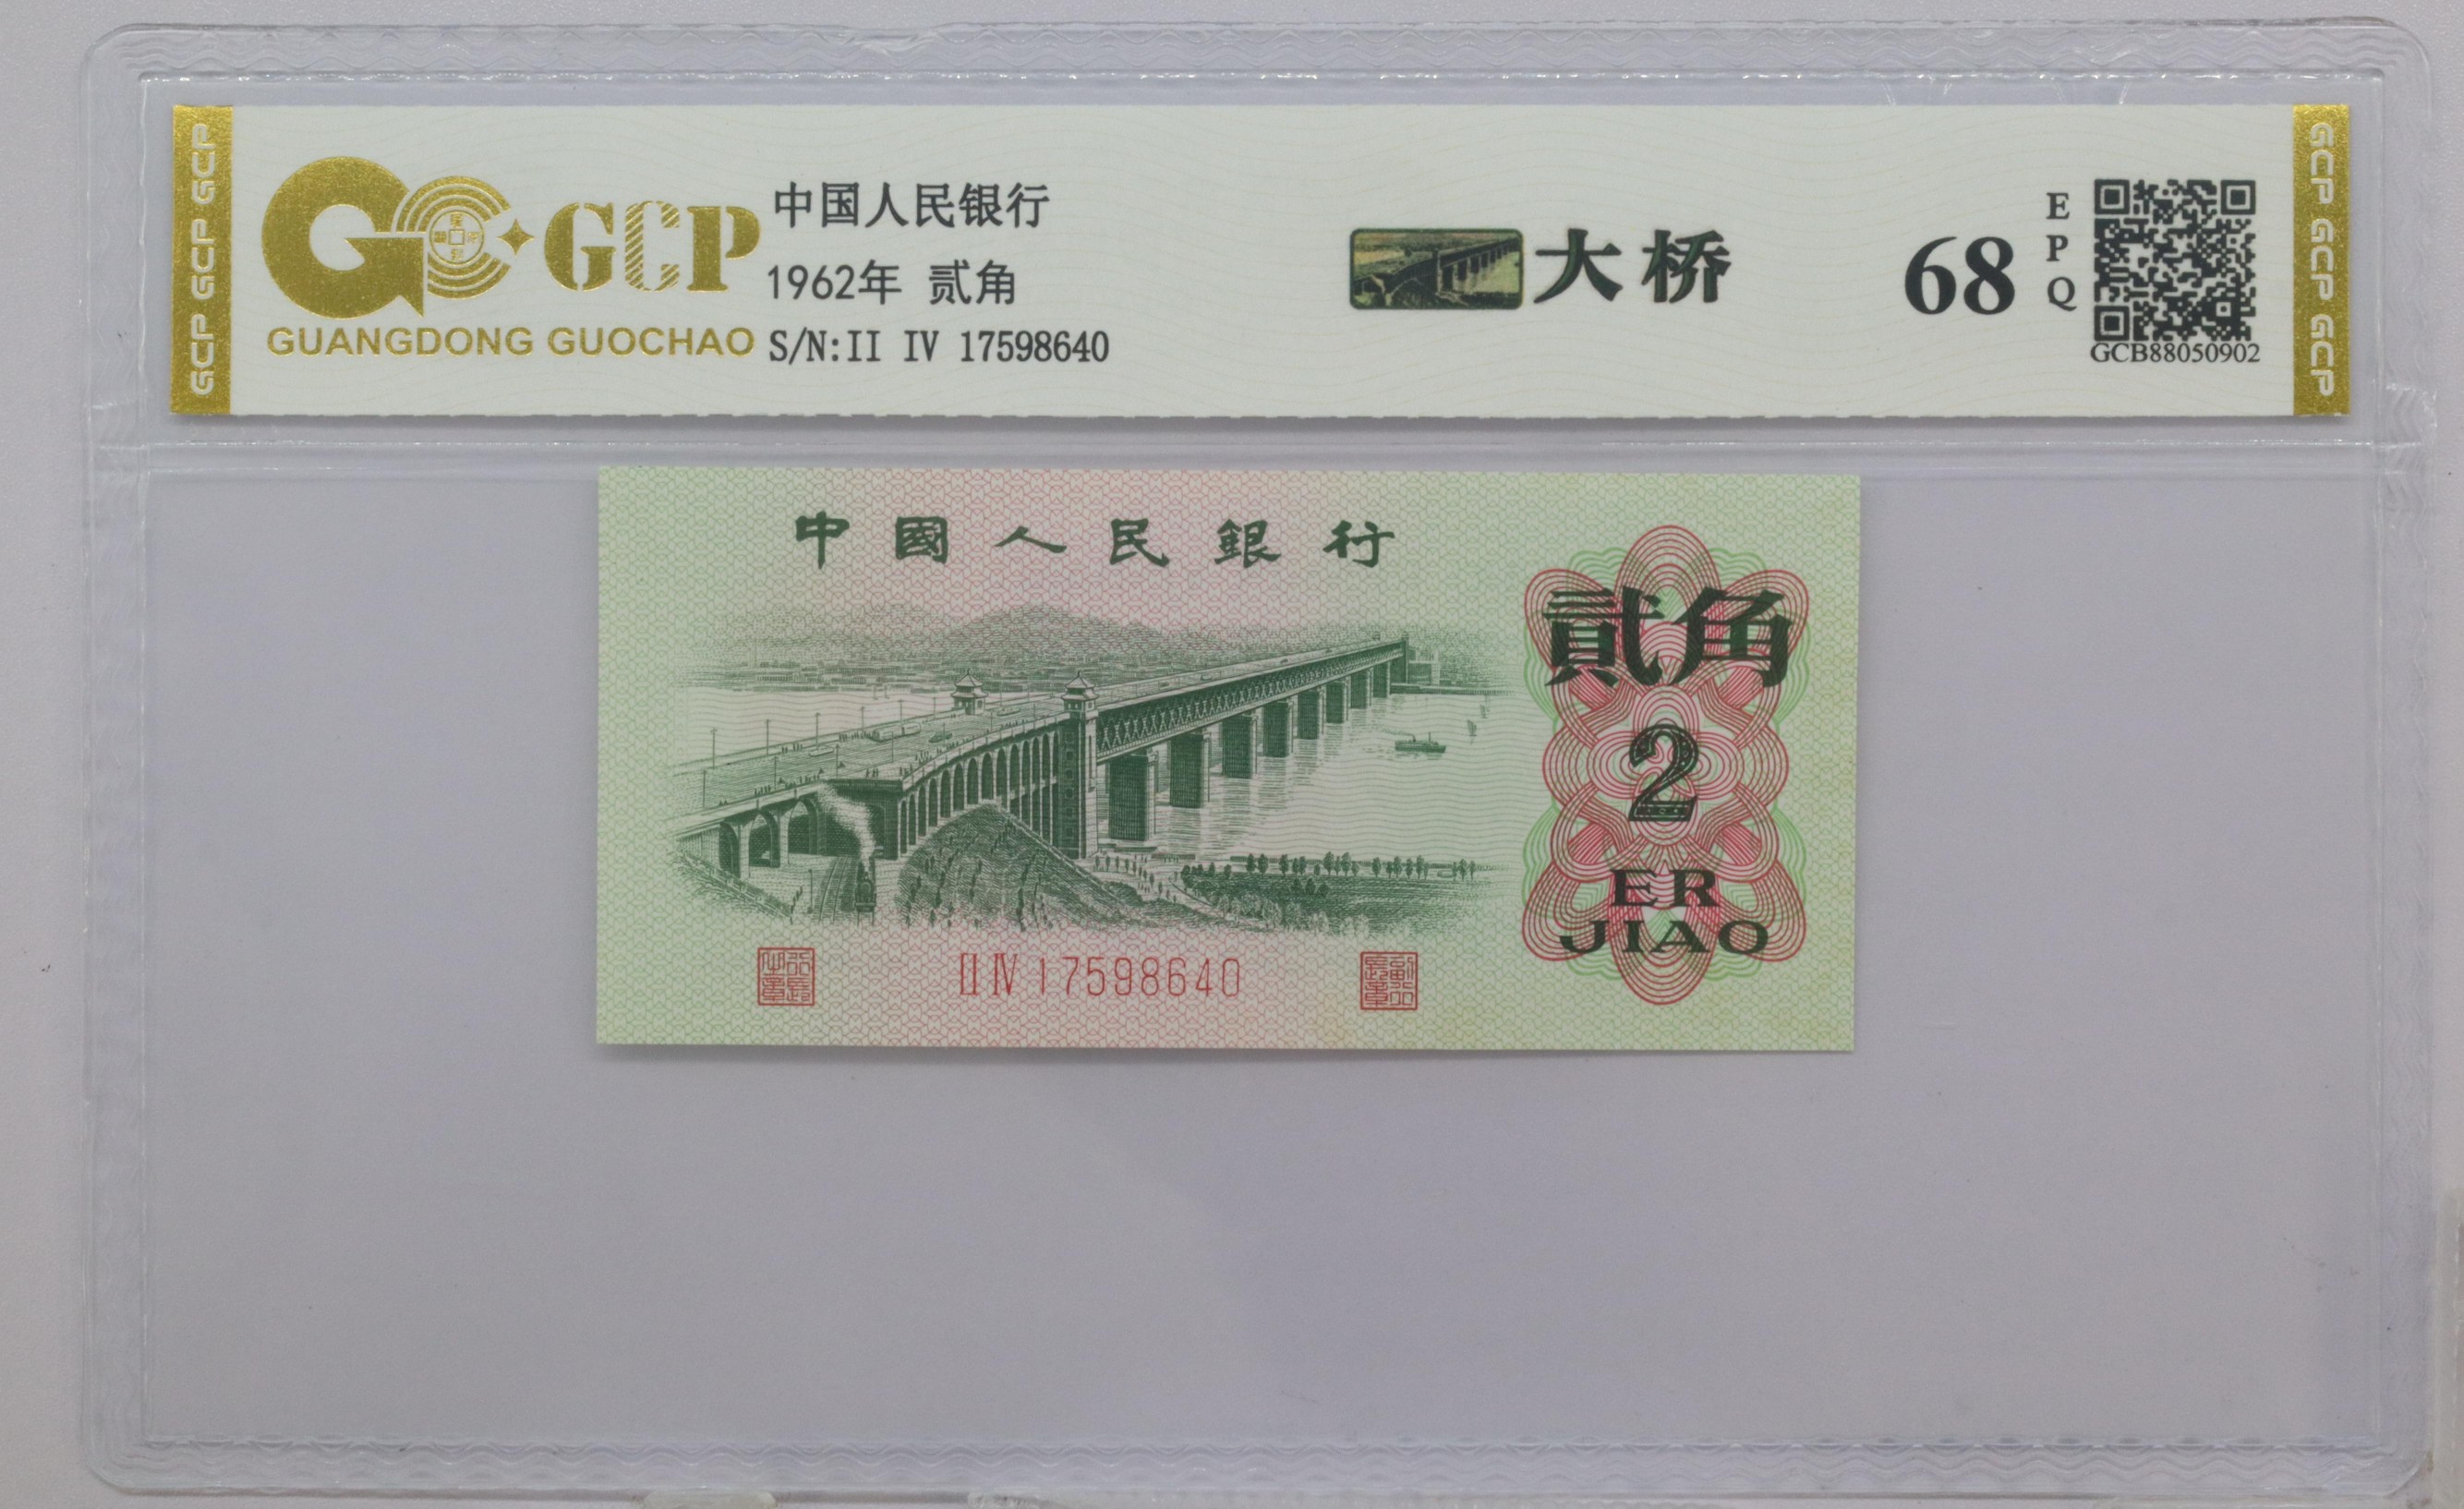 GCP GCP GCP
GCP
GUANGDONG GUOCHAO
中国人民银行
1962年 贰角
S/N:II IV 17598640
大桥
68
EPQ
GCB88050902
GCP GCP GCP
中國人民銀行
貳角
2
ER
JIAO
II IV 17598640